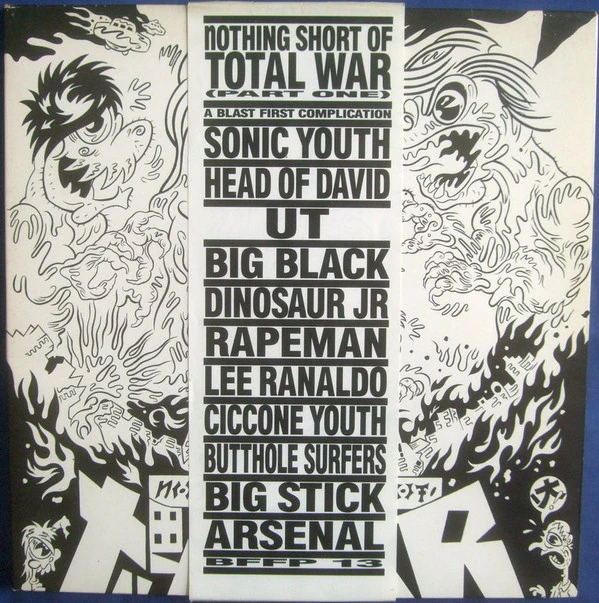 NOTHING SHORT OF
TOTAL WAR
(PART ONE)
A BLAST FIRST COMPLICATION
SONIC YOUTH
HEAD OF DAVID
UT
BIG BLACK
DINOSAUR JR
RAPEMAN
LEE RANALDO
CICCONE YOUTH
BUTTHOLE SURFERS
BIG STICK
ARSENAL
BFFP 13